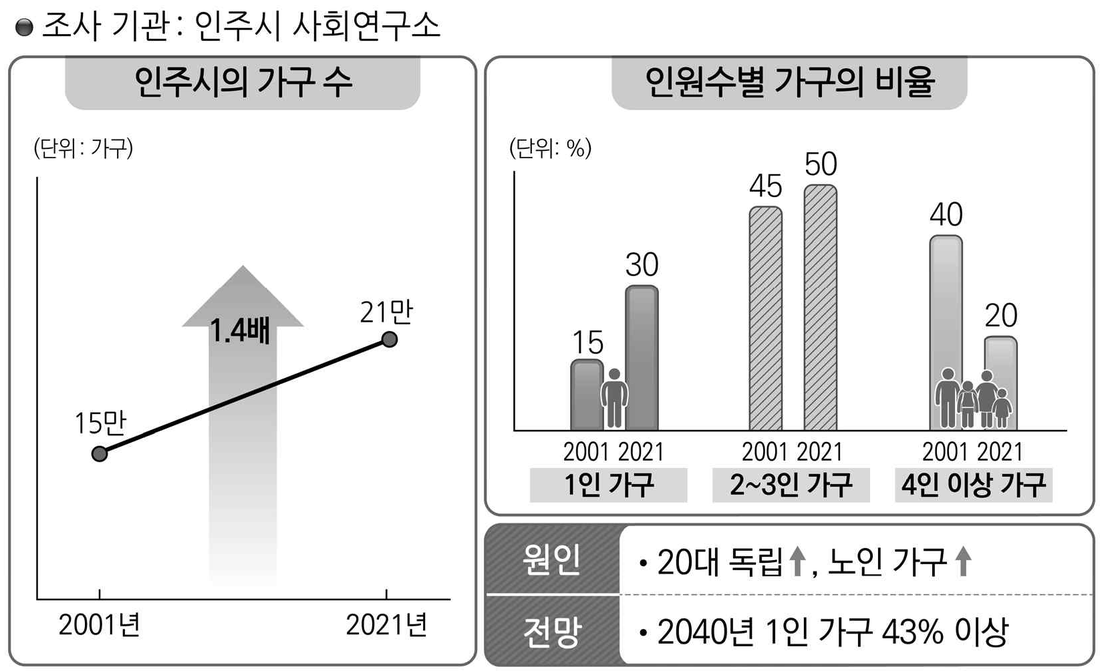 ● 조사 기관 : 인주시 사회연구소
인주시의 가구 수
(단위 : 가구)
1.4배
15만
21만
2001년 2021년
인원수별 가구의 비율
(단위: %)
15 30 45 50 40 20
2001 2021 2001 2021 2001 2021
1인 가구 2~3인 가구 4인 이상 가구
원인 • 20대 독립↑, 노인 가구↑
전망 • 2040년 1인 가구 43% 이상